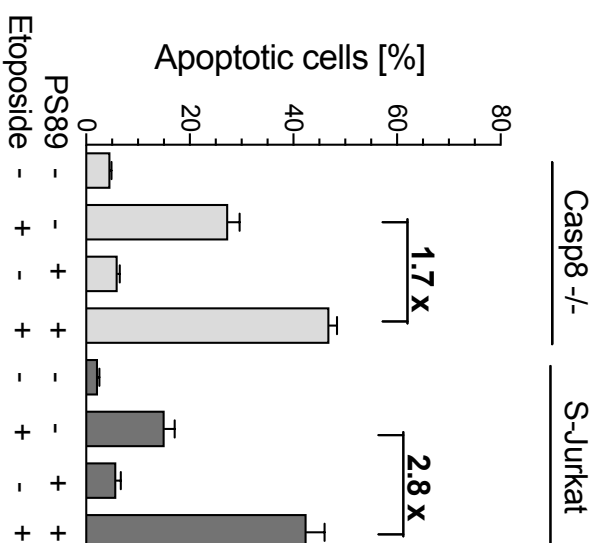 Casp8 -/-
S-Jurkat
1.7 x
2.8 x
Apoptotic cells [%]
80
60
40
20
0
PS89 - - + + - - + +
Etoposide - + - + - + - +